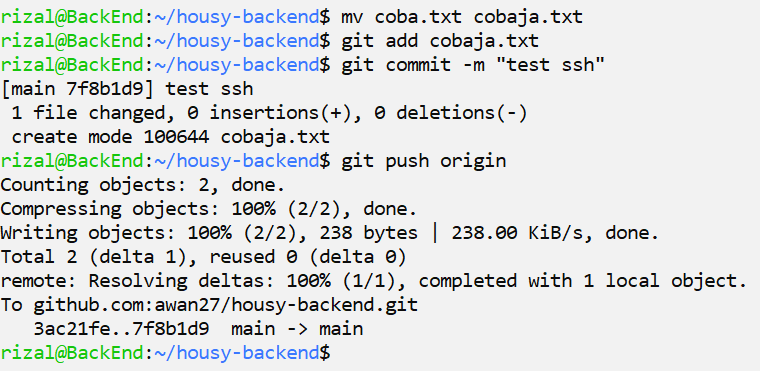 rizal@BackEnd:~/housy-backend$ mv coba.txt cobaja.txt
rizal@BackEnd:~/housy-backend$ git add cobaja.txt
rizal@BackEnd:~/housy-backend$ git commit -m "test ssh"
[main 7f8b1d9] test ssh
 1 file changed, 0 insertions(+), 0 deletions(-)
 create mode 100644 cobaja.txt
rizal@BackEnd:~/housy-backend$ git push origin
Counting objects: 2, done.
Compressing objects: 100% (2/2), done.
Writing objects: 100% (2/2), 238 bytes | 238.00 KiB/s, done.
Total 2 (delta 1), reused 0 (delta 0)
remote: Resolving deltas: 100% (1/1), completed with 1 local object.
To github.com:awan27/housy-backend.git
   3ac21fe..7f8b1d9  main -> main
rizal@BackEnd:~/housy-backend$